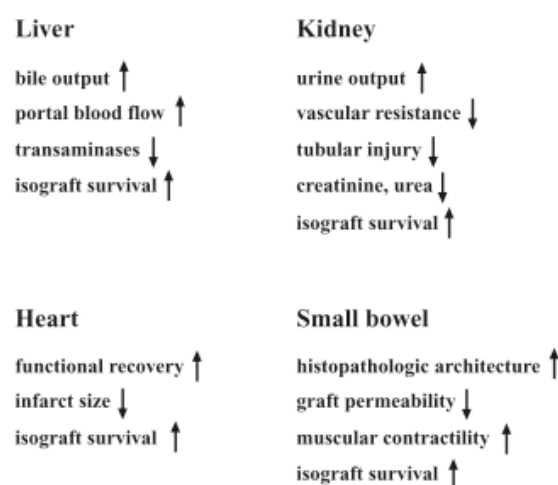 Liver
bile output ↑
portal blood flow ↑
transaminases ↓
isograft survival ↑
Kidney
urine output ↑
vascular resistance ↓
tubular injury ↓
creatinine, urea ↓
isograft survival ↑
Heart
functional recovery ↑
infarct size ↓
isograft survival ↑
Small bowel
histopathologic architecture ↑
graft permeability ↓
muscular contractility ↑
isograft survival ↑